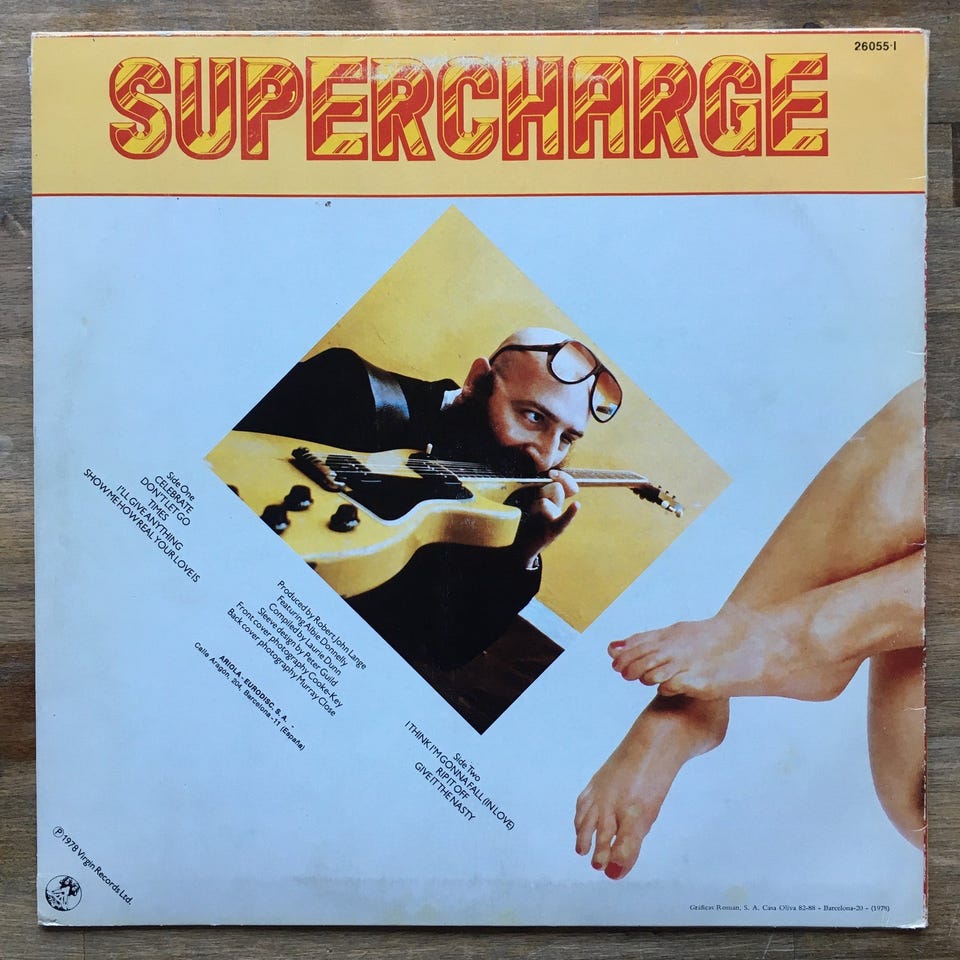 26055-I
SUPERCHARGE
Side One
CELEBRATE
DON'T LET GO
TIMES
I'LL GIVE ANYTHING
SHOW ME HOW REAL YOUR LOVE IS
Produced by Robert John Lange
Featuring Albie Donnelly
Compiled by Laurie Dunn
Sleeve design by Peter Guild
Front cover photography Cooke-Key
Back cover photography Murray Close
ARIOLA - EURODISC, S. A. -
Calle Aragón, 204, Barcelona - 11 (España)
Side Two
I THINK I'M GONNA FALL (IN LOVE)
RIP IT OFF
GIVE IT THE NASTY
℗ 1978 Virgin Records Ltd.
Gráficas Roman, S. A. Casa Oliva 82-88 - Barcelona-20 - (1978)